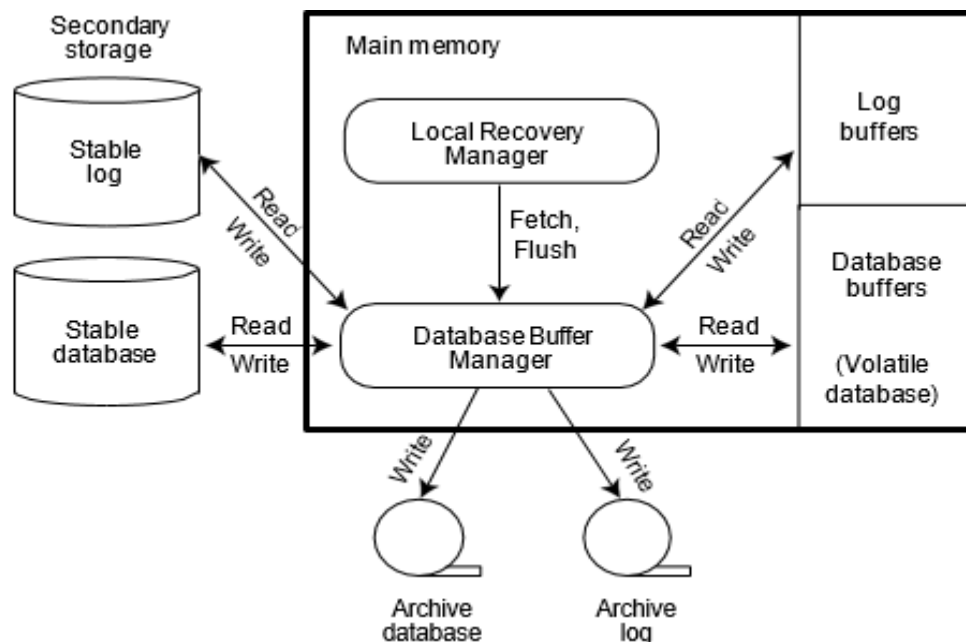 Secondary
storage
Main memory
Stable
log
Local Recovery
Manager
Log
buffers
Read
Write
Fetch,
Flush
Read
Write
Stable
database
Read
Write
Database Buffer
Manager
Read
Write
Database
buffers
(Volatile
database)
Write
Write
Archive
database
Archive
log